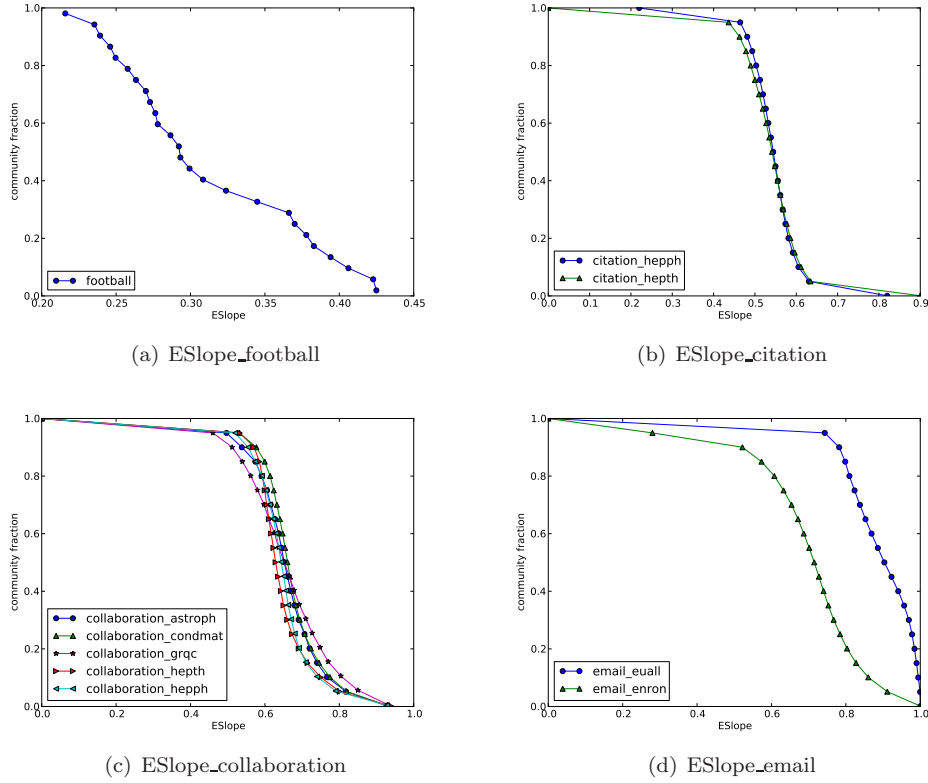 1.0
0.8
0.6
0.4
0.2
0.0
community fraction
football
0.20 0.25 0.30 0.35 0.40 0.45
ESlope
(a) ESlope_football
1.0
0.8
0.6
0.4
0.2
0.0
community fraction
citation_hepph
citation_hepth
0.0 0.1 0.2 0.3 0.4 0.5 0.6 0.7 0.8 0.9
ESlope
(b) ESlope_citation
1.0
0.8
0.6
0.4
0.2
0.0
community fraction
collaboration_astroph
collaboration_condmat
collaboration_grqc
collaboration_hepth
collaboration_hepph
0.0 0.2 0.4 0.6 0.8 1.0
ESlope
(c) ESlope_collaboration
1.0
0.8
0.6
0.4
0.2
0.0
community fraction
email_euall
email_enron
0.0 0.2 0.4 0.6 0.8 1.0
ESlope
(d) ESlope_email